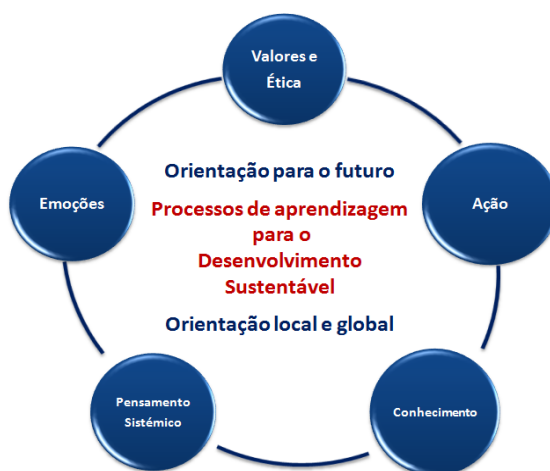 Valores e
Ética
Orientação para o futuro
Emoções
Ação
Processos de aprendizagem
para o
Desenvolvimento
Sustentável
Orientação local e global
Pensamento
Sistémico
Conhecimento